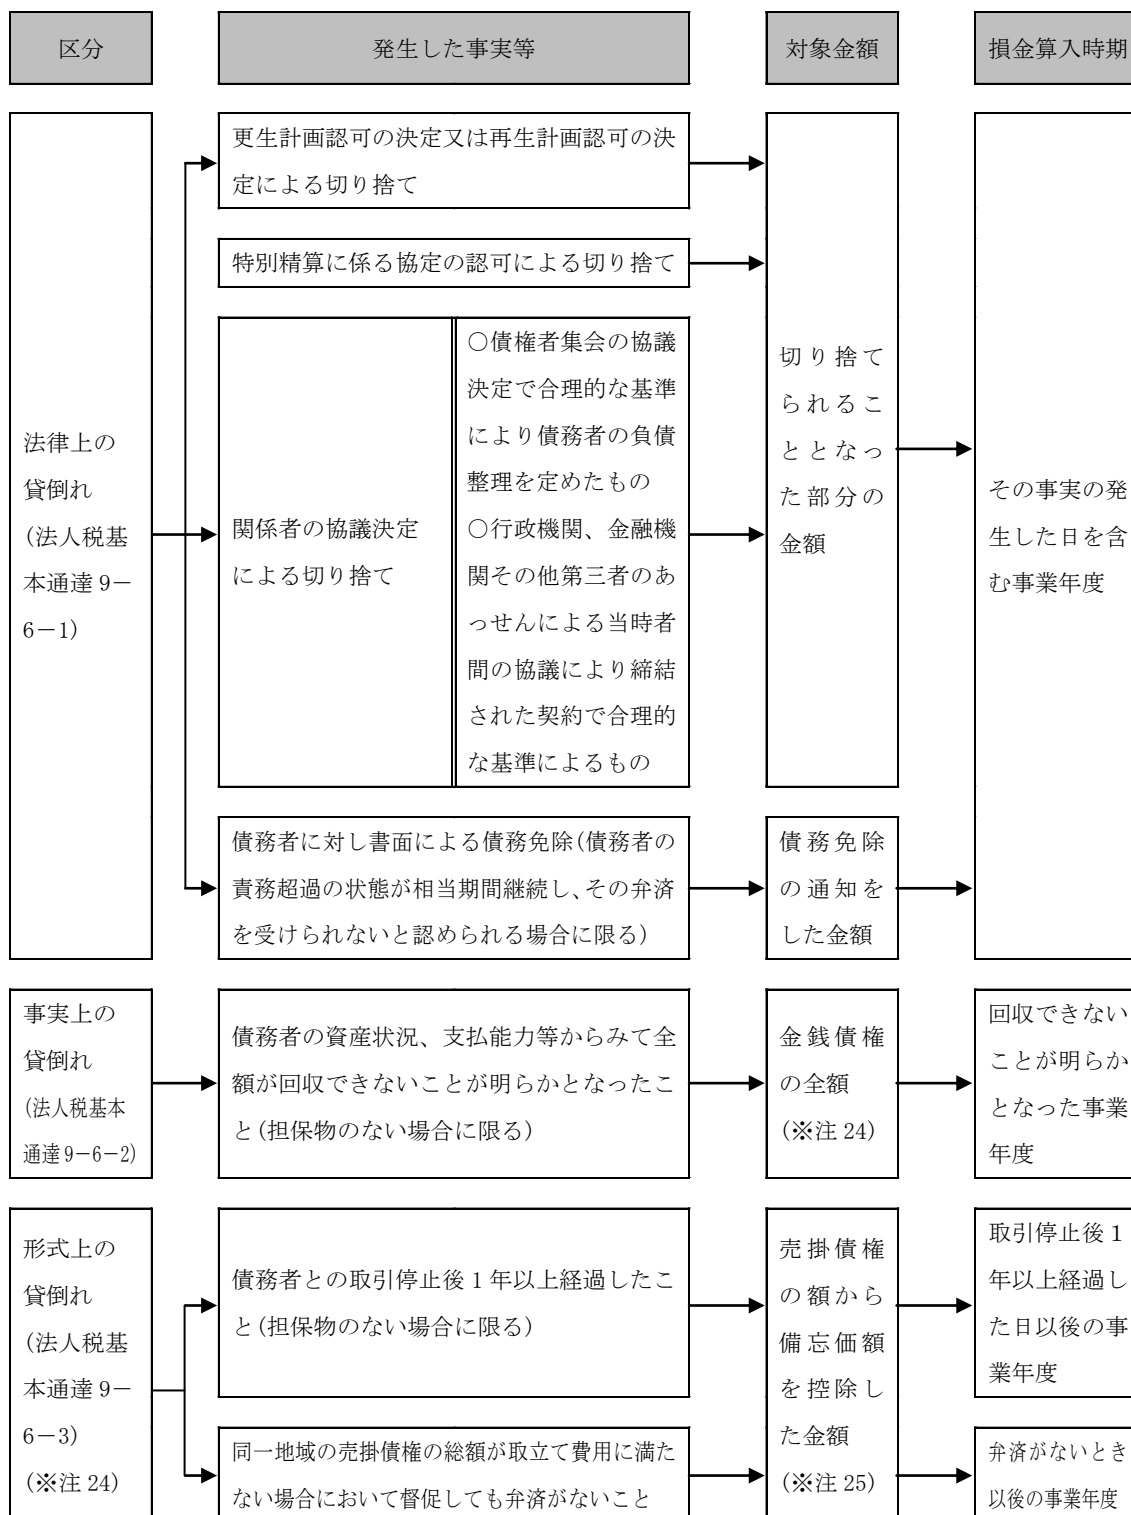 区分
発生した事実等
対象金額
損金算入時期
法律上の
貸倒れ
(法人税基
本通達 9－
6－1)
更生計画認可の決定又は再生計画認可の決
定による切り捨て
特別精算に係る協定の認可による切り捨て
関係者の協議決定
による切り捨て
○債権者集会の協議
決定で合理的な基準
により債務者の負債
整理を定めたもの
○行政機関、金融機
関その他第三者のあ
っせんによる当時者
間の協議により締結
された契約で合理的
な基準によるもの
切り捨て
られるこ
ととなっ
た部分の
金額
その事実の発
生した日を含
む事業年度
債務者に対し書面による債務免除(債務者の
責務超過の状態が相当期間継続し、その弁済
を受けられないと認められる場合に限る)
債務免除
の通知を
した金額
事実上の
貸倒れ
(法人税基本
通達 9－6－2)
債務者の資産状況、支払能力等からみて全
額が回収できないことが明らかとなったこ
と(担保物のない場合に限る)
金銭債権
の全額
(※注 24)
回収できない
ことが明らか
となった事業
年度
形式上の
貸倒れ
(法人税基
本通達 9－
6－3)
(※注 24)
債務者との取引停止後 1 年以上経過したこ
と(担保物のない場合に限る)
売掛債権
の額から
備忘価額
を控除し
た金額
(※注 25)
取引停止後 1
年以上経過し
た日以後の事
業年度
同一地域の売掛債権の総額が取立て費用に満た
ない場合において督促しても弁済がないこと
弁済がないとき
以後の事業年度